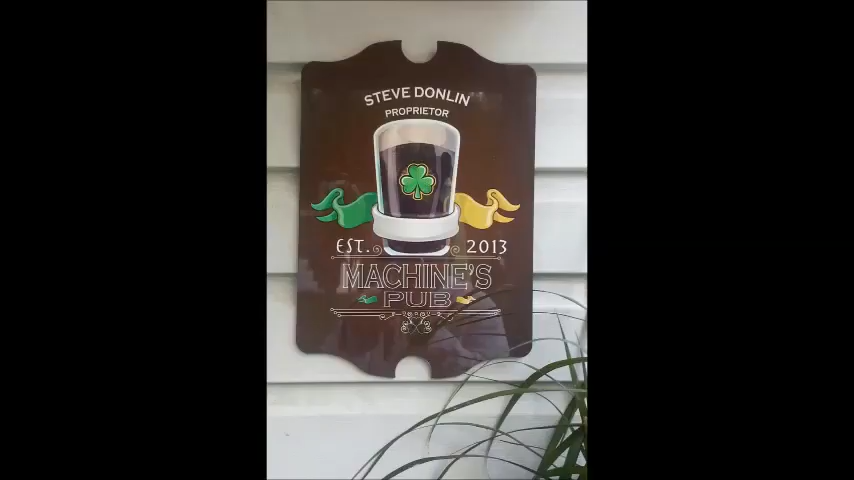 STEVE DONLIN
PROPRIETOR
EST. 2013
MACHINE'S
PUB